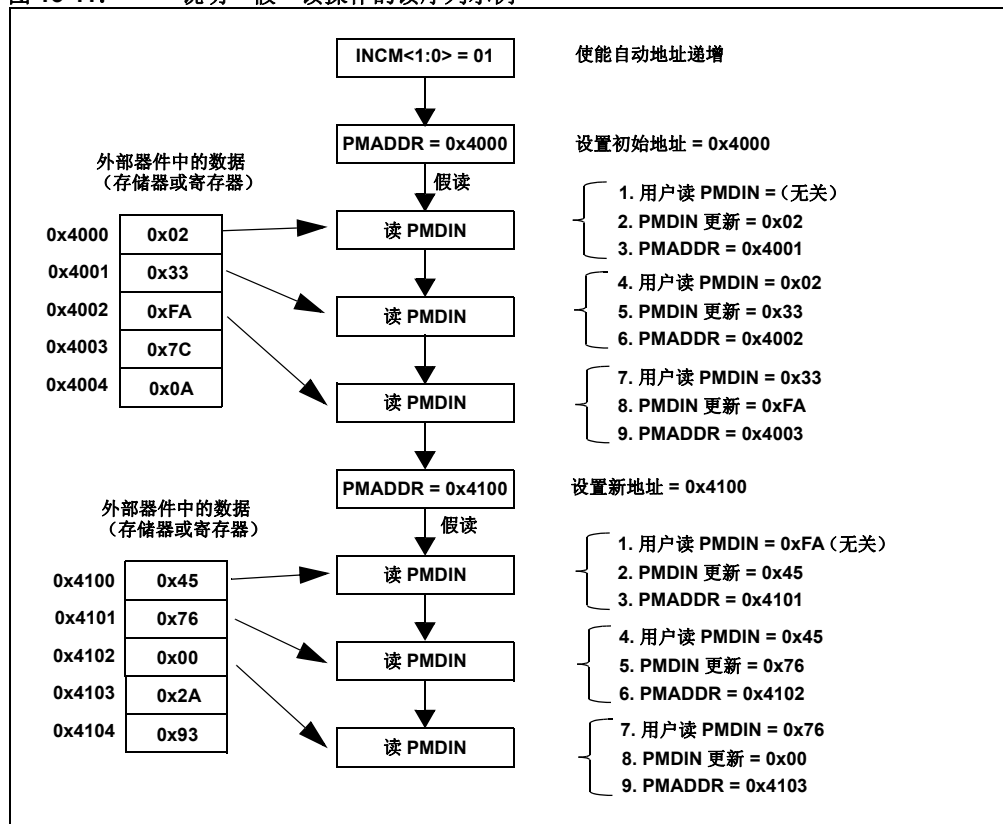 INCM<1:0> = 01
使能自动地址递增
PMADDR = 0x4000
设置初始地址 = 0x4000
外部器件中的数据
（存储器或寄存器）
假读
0x4000 0x02
0x4001 0x33
0x4002 0xFA
0x4003 0x7C
0x4004 0x0A
读 PMDIN
1. 用户读 PMDIN =（无关）
2. PMDIN 更新 = 0x02
3. PMADDR = 0x4001
读 PMDIN
4. 用户读 PMDIN = 0x02
5. PMDIN 更新 = 0x33
6. PMADDR = 0x4002
读 PMDIN
7. 用户读 PMDIN = 0x33
8. PMDIN 更新 = 0xFA
9. PMADDR = 0x4003
PMADDR = 0x4100
设置新地址 = 0x4100
外部器件中的数据
（存储器或寄存器）
假读
0x4100 0x45
0x4101 0x76
0x4102 0x00
0x4103 0x2A
0x4104 0x93
读 PMDIN
1. 用户读 PMDIN = 0xFA（无关）
2. PMDIN 更新 = 0x45
3. PMADDR = 0x4101
读 PMDIN
4. 用户读 PMDIN = 0x45
5. PMDIN 更新 = 0x76
6. PMADDR = 0x4102
读 PMDIN
7. 用户读 PMDIN = 0x76
8. PMDIN 更新 = 0x00
9. PMADDR = 0x4103